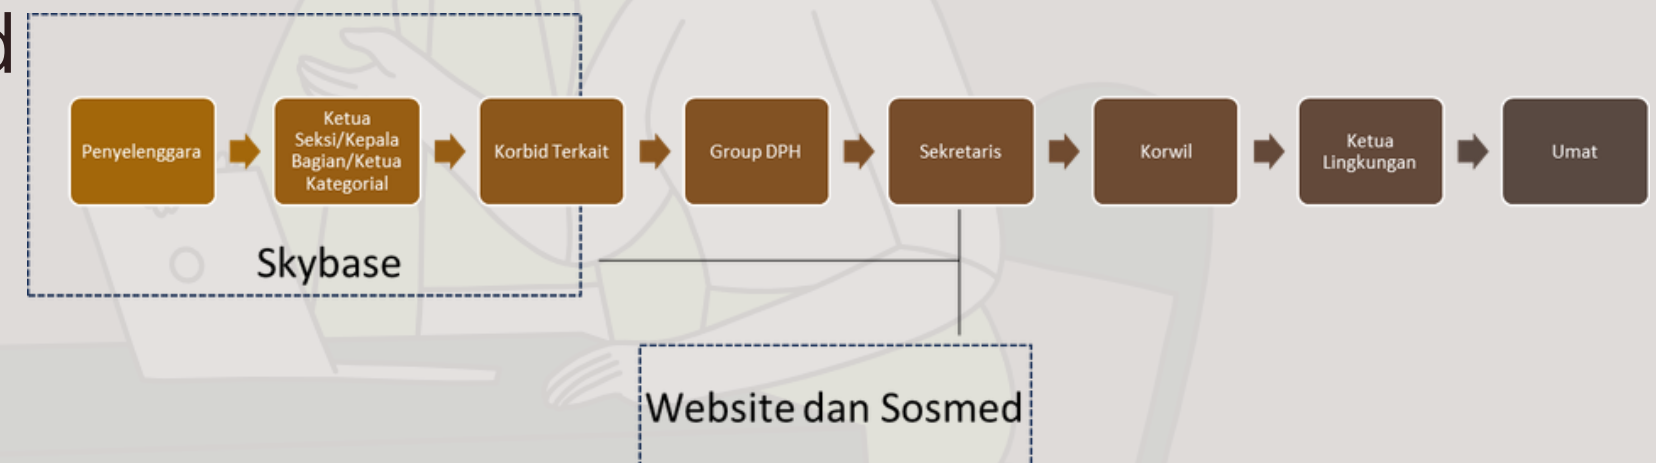 d
Penyelenggara
Ketua
Seksi/Kepala
Bagian/Ketua
Kategorial
Korbid Terkait
Group DPH
Sekretaris
Korwil
Ketua
Lingkungan
Umat
Skybase
Website dan Sosmed